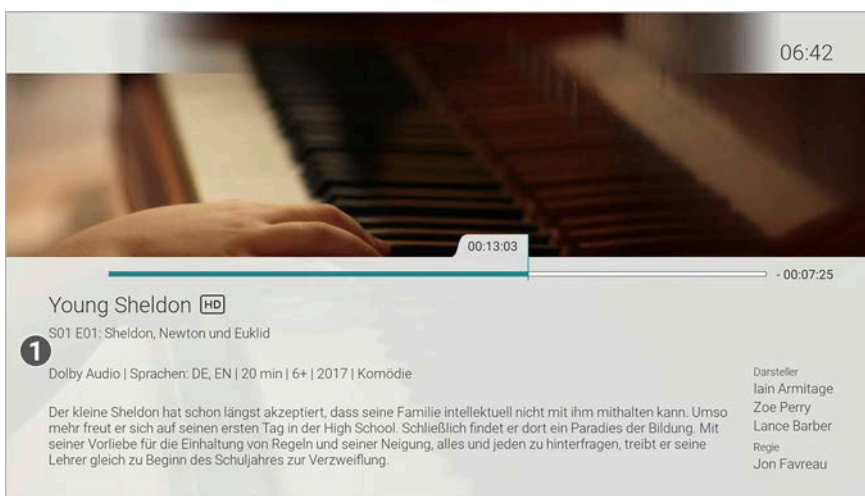 06:42
00:13:03
- 00:07:25
Young Sheldon HD
S01 E01: Sheldon, Newton und Euklid
1
Dolby Audio | Sprachen: DE, EN | 20 min | 6+ | 2017 | Komödie
Der kleine Sheldon hat schon längst akzeptiert, dass seine Familie intellektuell nicht mit ihm mithalten kann. Umso
mehr freut er sich auf seinen ersten Tag in der High School. Schließlich findet er dort ein Paradies der Bildung. Mit
seiner Vorliebe für die Einhaltung von Regeln und seiner Neigung, alles und jeden zu hinterfragen, treibt er seine
Lehrer gleich zu Beginn des Schuljahres zur Verzweiflung.
Darsteller
Iain Armitage
Zoe Perry
Lance Barber
Regie
Jon Favreau